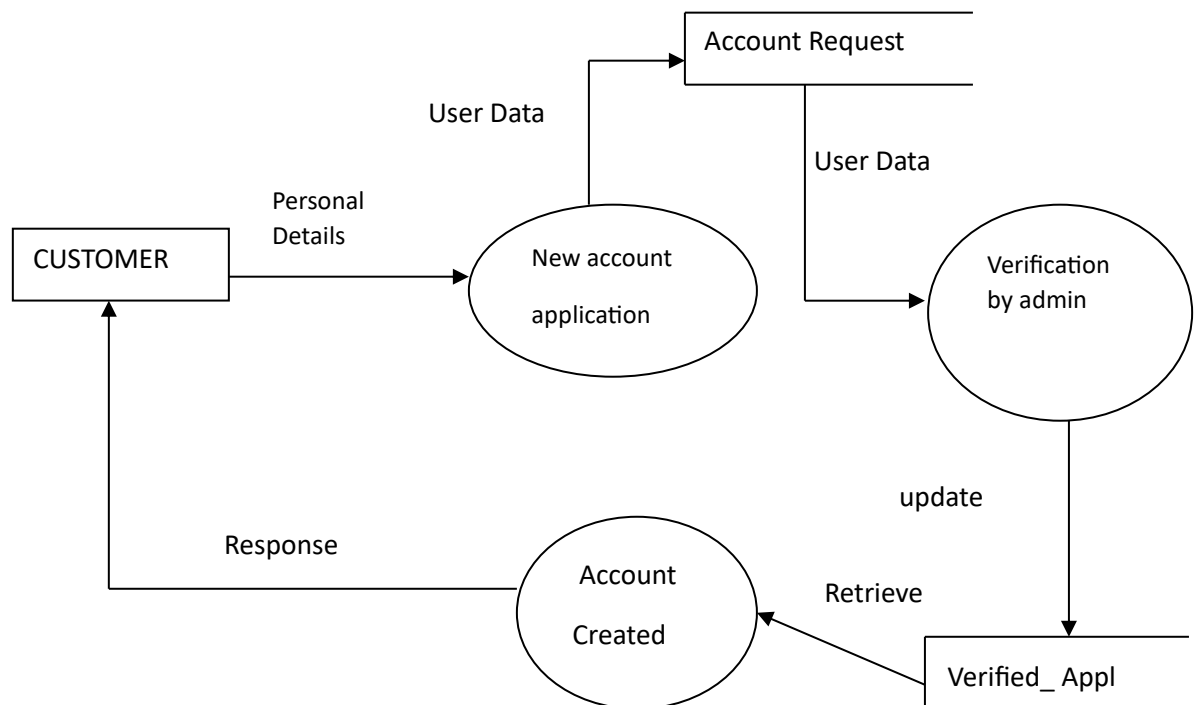 Account Request
User Data
User Data
Personal
Details
CUSTOMER
New account
application
Verification
by admin
update
Response
Account
Created
Retrieve
Verified_ Appl